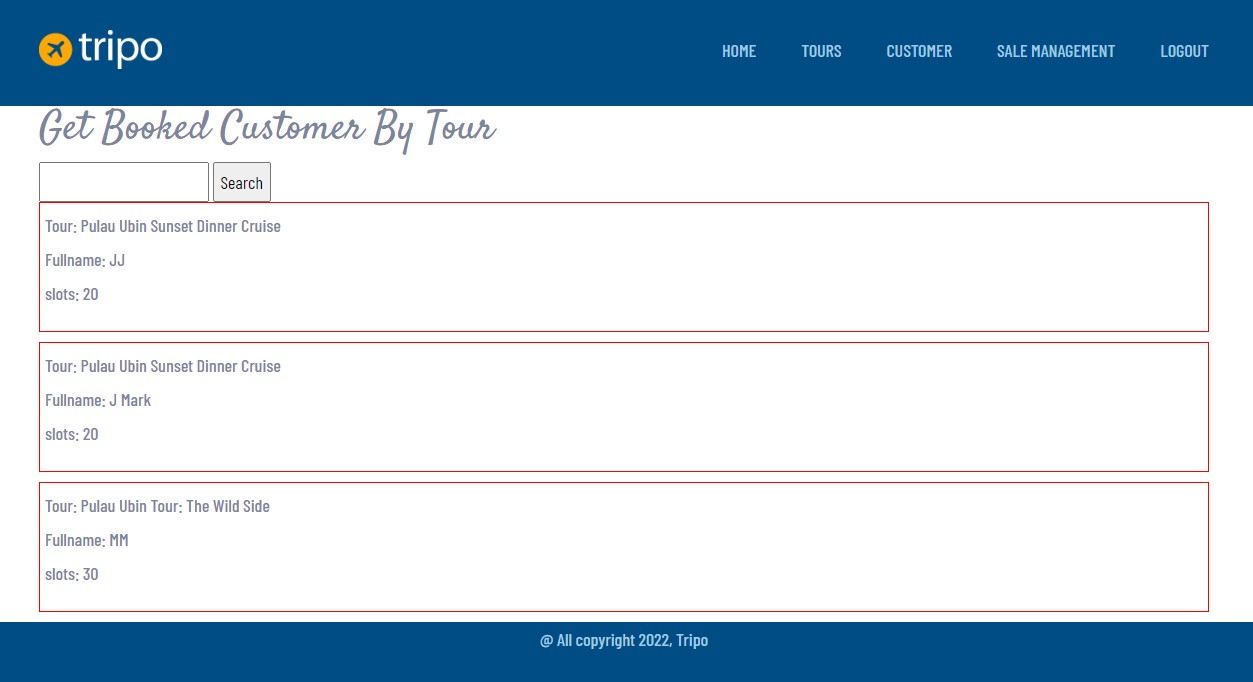 tripo
HOME TOURS CUSTOMER SALE MANAGEMENT LOGOUT
Get Booked Customer By Tour
Search
Tour: Pulau Ubin Sunset Dinner Cruise
Fullname: JJ
slots: 20
Tour: Pulau Ubin Sunset Dinner Cruise
Fullname: J Mark
slots: 20
Tour: Pulau Ubin Tour: The Wild Side
Fullname: MM
slots: 30
@ All copyright 2022, Tripo